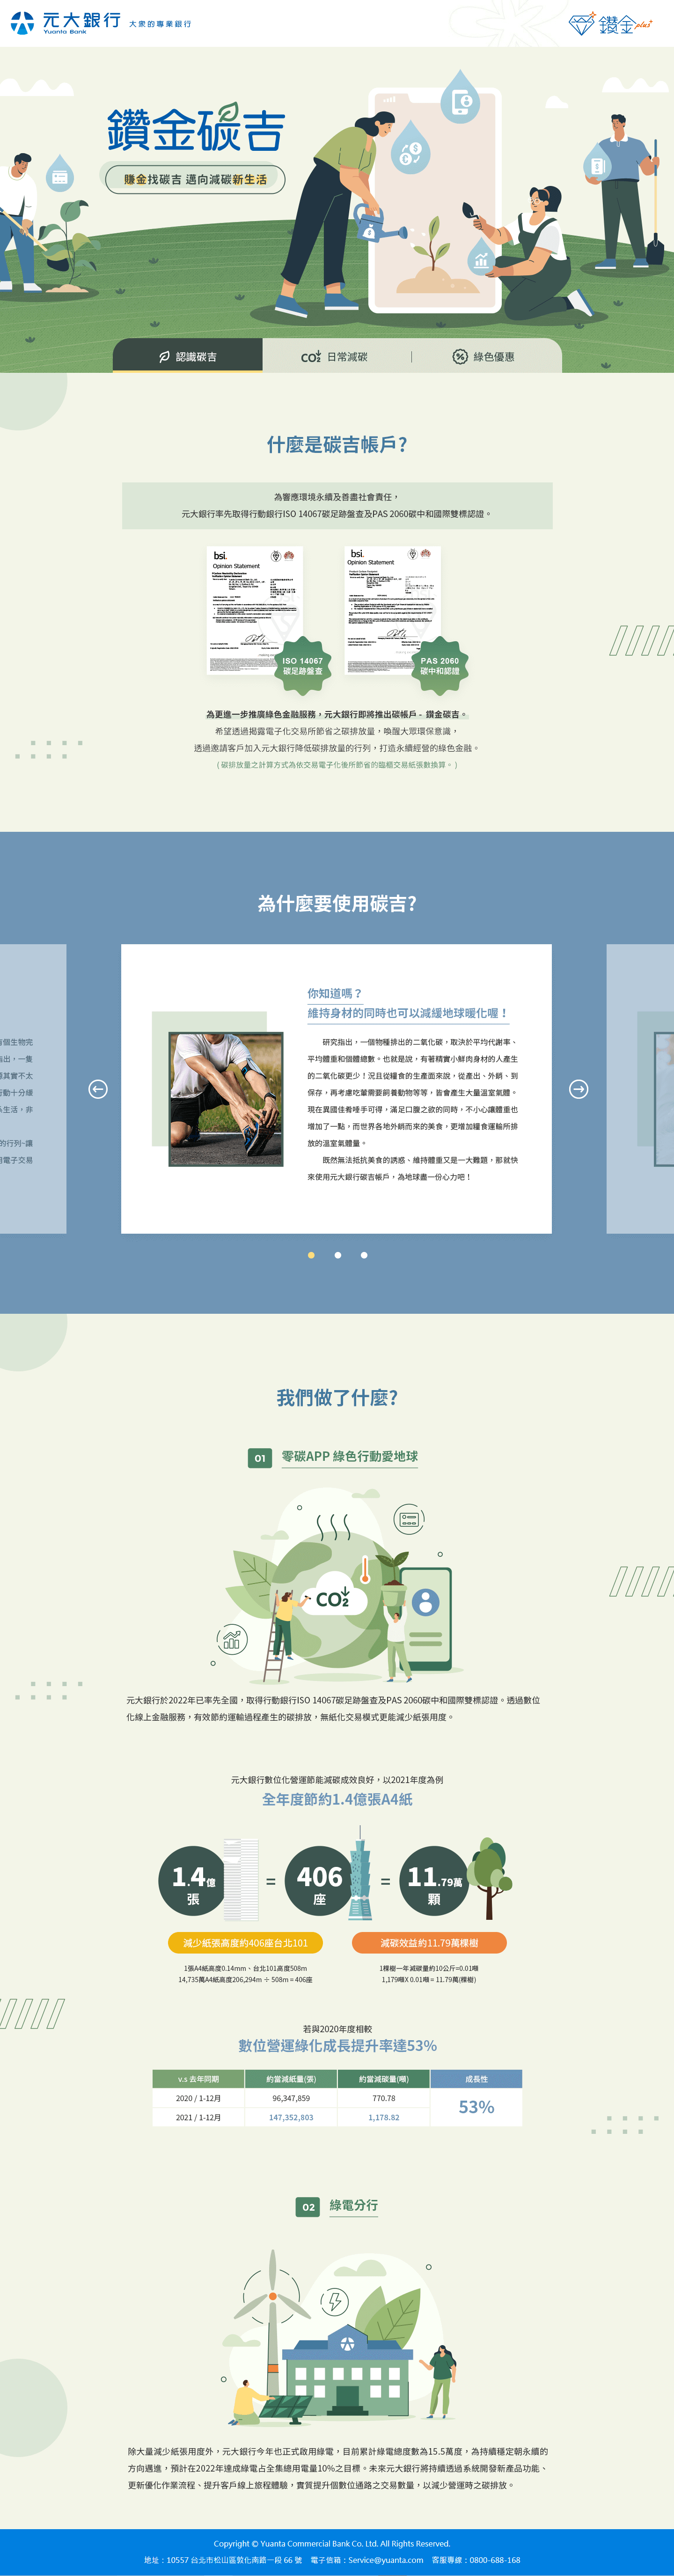 元大銀行 大衆的專業銀行
Yuanta Bank
鑽金plus+
鑽金碳吉
賺金找碳吉 邁向減碳新生活
認識碳吉
CO2 日常減碳
綠色優惠
什麼是碳吉帳戶?
為響應環境永續及善盡社會責任，
元大銀行率先取得行動銀行ISO 14067碳足跡盤查及PAS 2060碳中和國際雙標認證。
bsi.
Opinion Statement
bsi.
Opinion Statement
ISO 14067
碳足跡盤查
PAS 2060
碳中和認證
為更進一步推廣綠色金融服務，元大銀行即將推出碳帳戶 - 鑽金碳吉。
希望透過揭露電子化交易所節省之碳排放量，喚醒大眾環保意識，
透過邀請客戶加入元大銀行降低碳排放量的行列，打造永續經營的綠色金融。
( 碳排放量之計算方式為依交易電子化後所節省的臨櫃交易紙張數換算。 )
為什麼要使用碳吉?
個生物完
出，一隻
其實不太
動十分緩
生活，非
的行列~讓
電子交易
你知道嗎？
維持身材的同時也可以減緩地球暖化喔！
研究指出，一個物種排出的二氧化碳，取決於平均代謝率、
平均體重和個體總數。也就是說，有著精實小鮮肉身材的人產生
的二氧化碳更少！況且從糧食的生產面來說，從產出、外銷、到
保存，再考慮吃葷需要飼養動物等等，皆會產生大量溫室氣體。
現在異國佳肴唾手可得，滿足口腹之欲的同時，不小心讓體重也
增加了一點，而世界各地外銷而來的美食，更增加糧食運輸所排
放的溫室氣體量。
既然無法抵抗美食的誘惑、維持體重又是一大難題，那就快
來使用元大銀行碳吉帳戶，為地球盡一份心力吧！
我們做了什麼?
01 零碳APP 綠色行動愛地球
CO2
元大銀行於2022年已率先全國，取得行動銀行ISO 14067碳足跡盤查及PAS 2060碳中和國際雙標認證。透過數位
化線上金融服務，有效節約運輸過程產生的碳排放，無紙化交易模式更能減少紙張用度。
元大銀行數位化營運節能減碳成效良好，以2021年度為例
全年度節約1.4億張A4紙
1.4億 張 = 406 座 = 11.79萬 顆
減少紙張高度約406座台北101
減碳效益約11.79萬棵樹
1張A4紙高度0.14mm、台北101高度508m
14,735萬A4紙高度206,294m ÷ 508m = 406座
1棵樹一年減碳量約10公斤=0.01噸
1,179噸X 0.01噸 = 11.79萬(棵樹)
若與2020年度相較
數位營運綠化成長提升率達53%
v.s 去年同期 約當減紙量(張) 約當減碳量(噸) 成長性
2020 / 1-12月 96,347,859 770.78
53%
2021 / 1-12月 147,352,803 1,178.82
02 綠電分行
除大量減少紙張用度外，元大銀行今年也正式啟用綠電，目前累計綠電總度數為15.5萬度，為持續穩定朝永續的
方向邁進，預計在2022年達成綠電占全集總用電量10%之目標。未來元大銀行將持續透過系統開發新產品功能、
更新優化作業流程、提升客戶線上旅程體驗，實質提升個數位通路之交易數量，以減少營運時之碳排放。
Copyright © Yuanta Commercial Bank Co. Ltd. All Rights Reserved.
地址：10557 台北市松山區敦化南路一段 66 號 電子信箱：Service@yuanta.com 客服專線：0800-688-168